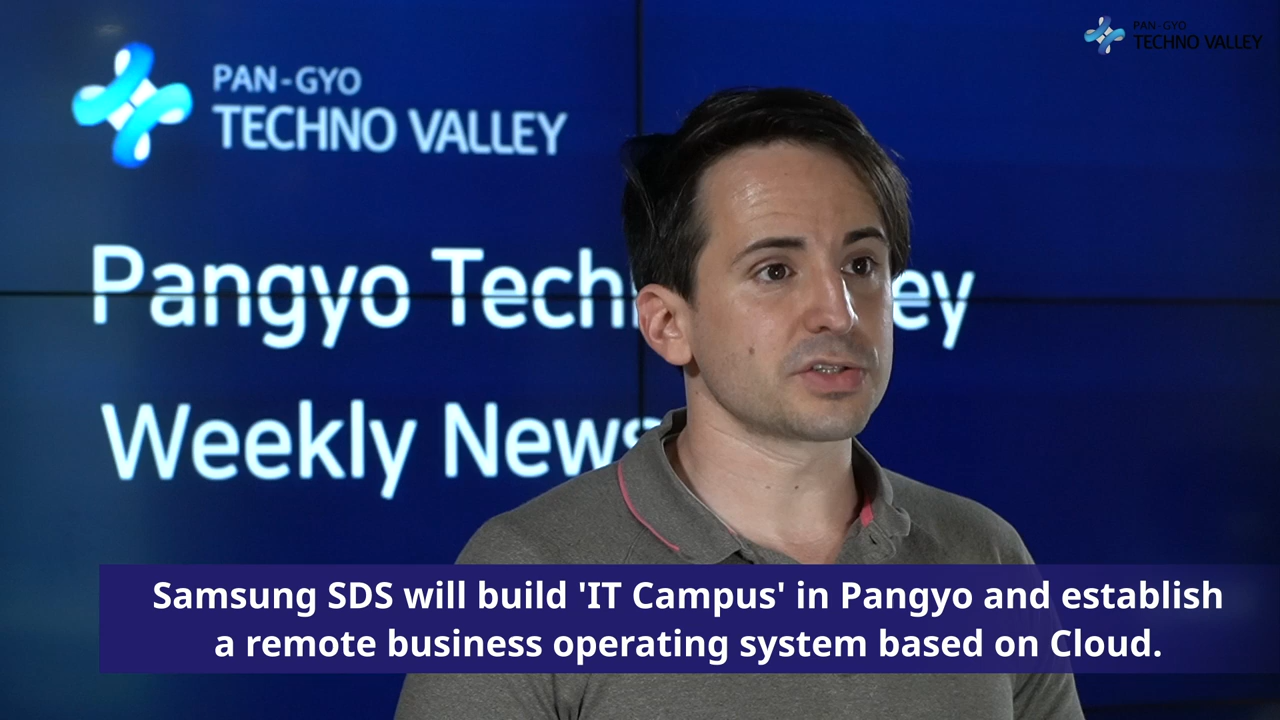 PAN-GYO
TECHNO VALLEY
PAN-GYO
TECHNO VALLEY
Pangyo Tech ey
Weekly News
Samsung SDS will build 'IT Campus' in Pangyo and establish
a remote business operating system based on Cloud.